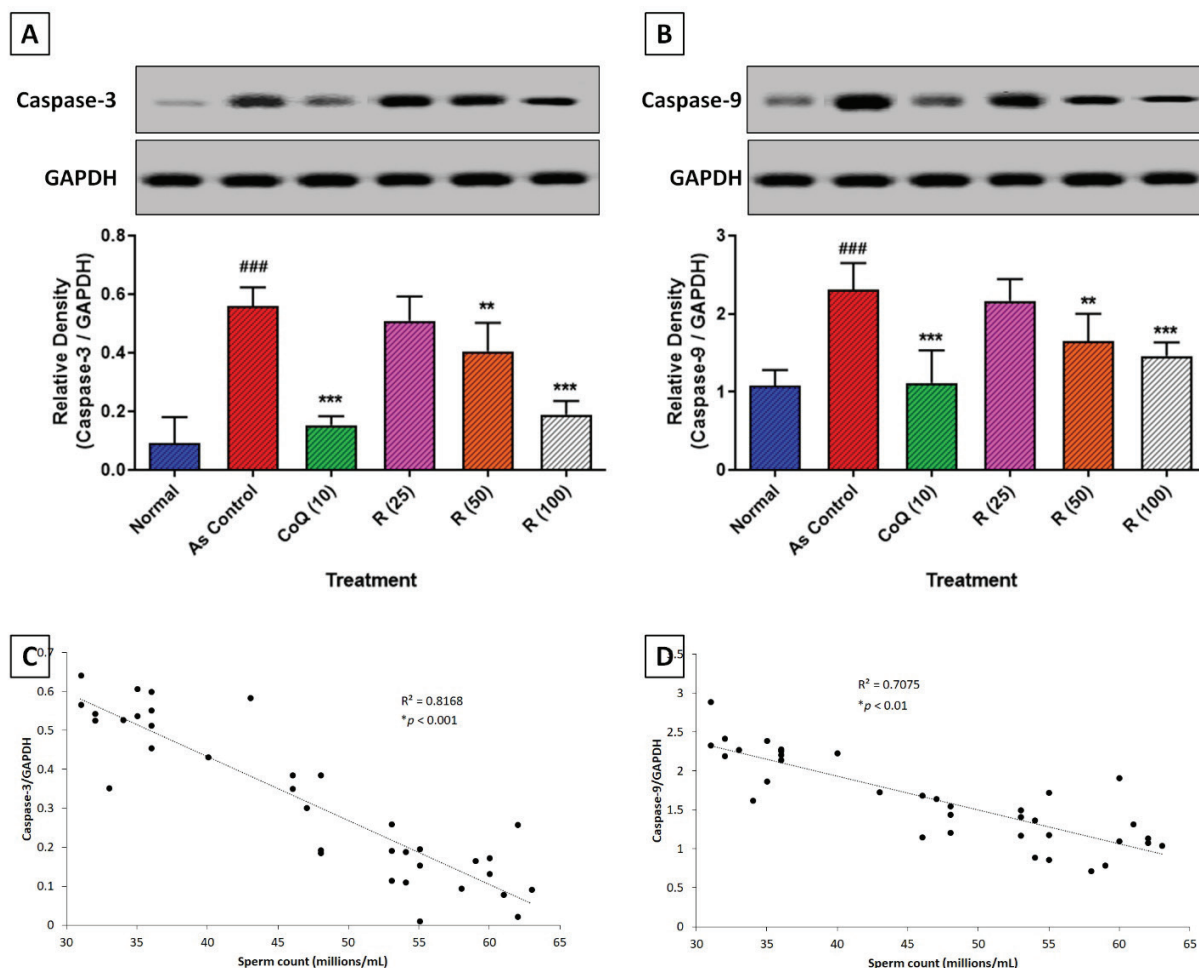 A
Caspase-3
GAPDH
Relative Density
(Caspase-3 / GAPDH)
0.8
0.6
0.4
0.2
0.0
###
***
**
***
Normal
As Control
CoQ (10)
R (25)
R (50)
R (100)
Treatment
B
Caspase-9
GAPDH
Relative Density
(Caspase-9 / GAPDH)
3
2
1
0
###
***
**
***
Normal
As Control
CoQ (10)
R (25)
R (50)
R (100)
Treatment
C
Caspase-3/GAPDH
0.7
0.6
0.5
0.4
0.3
0.2
0.1
0
R² = 0.8168
*p < 0.001
30 35 40 45 50 55 60 65
Sperm count (millions/mL)
D
Caspase-9/GAPDH
3.5
3
2.5
2
1.5
1
0.5
0
R² = 0.7075
*p < 0.01
30 35 40 45 50 55 60 65
Sperm count (millions/mL)